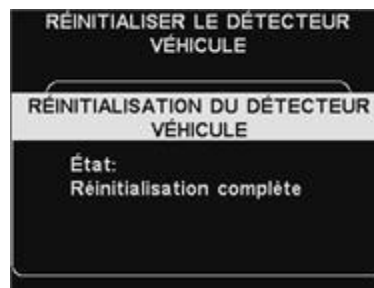 RÉINITIALISER LE DÉTECTEUR
VÉHICULE
RÉINITIALISATION DU DÉTECTEUR
VÉHICULE
État:
Réinitialisation complète